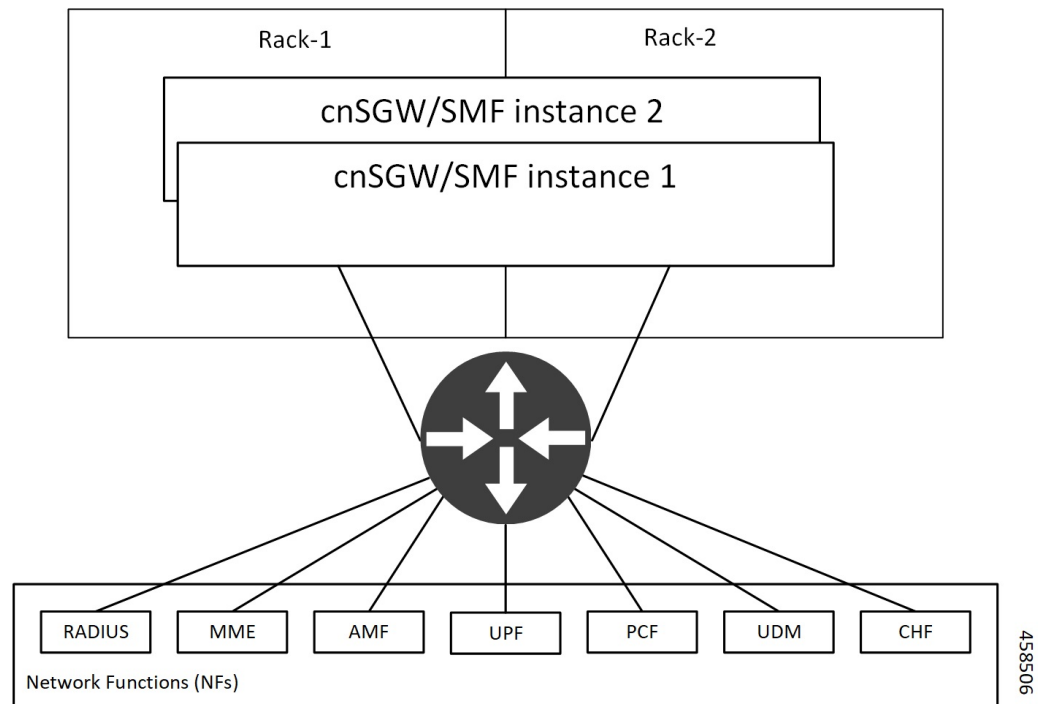 Rack-1
Rack-2
cnSGW/SMF instance 2
cnSGW/SMF instance 1
RADIUS
MME
AMF
UPF
PCF
UDM
CHF
Network Functions (NFs)
458506